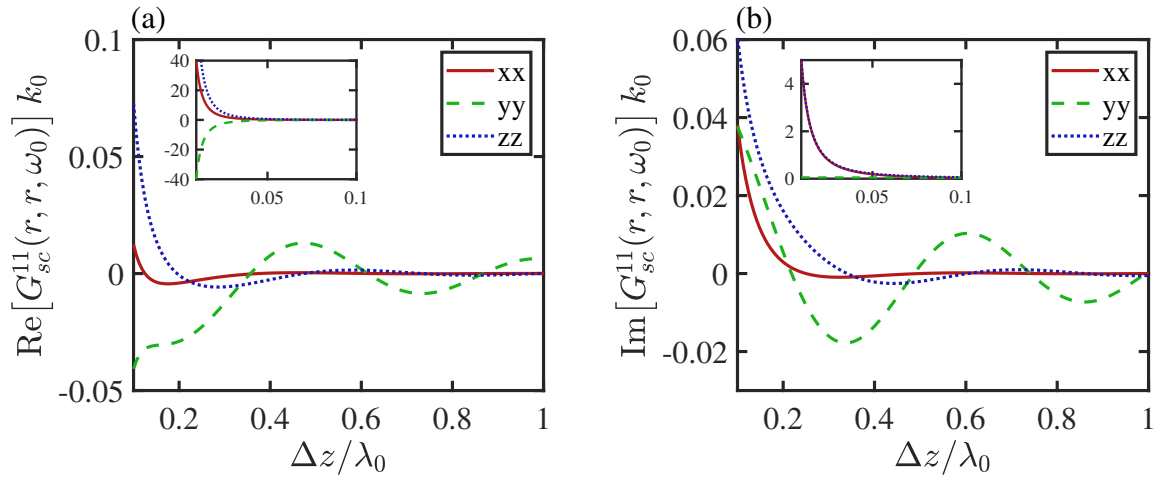 (a)
0.1
0.05
0
-0.05
0.2
0.4
0.6
0.8
1
Re[G_{sc}^{11}(r, r, ω_0)] k_0
Δz/λ_0
xx
yy
zz
40
20
0
-20
-40
0.05
0.1
(b)
0.06
0.04
0.02
0
-0.02
0.2
0.4
0.6
0.8
1
Im[G_{sc}^{11}(r, r, ω_0)] k_0
Δz/λ_0
xx
yy
zz
4
2
0
0.05
0.1